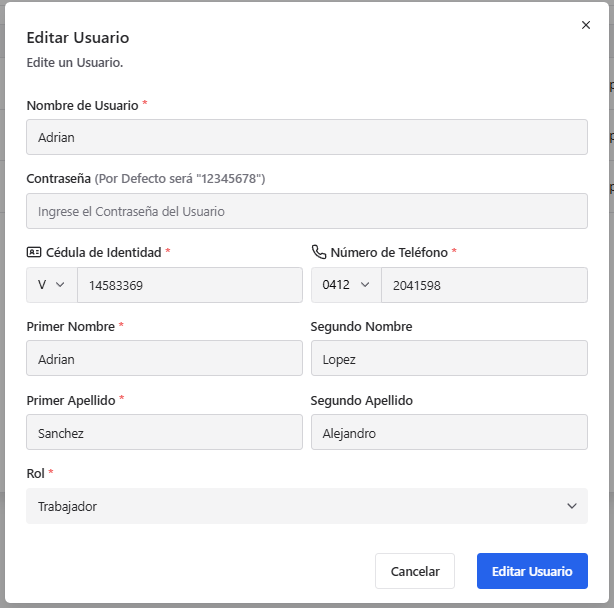 Editar Usuario
Edite un Usuario.
Nombre de Usuario *
Adrian
Contraseña (Por Defecto será "12345678")
Ingrese el Contraseña del Usuario
Cédula de Identidad *
Número de Teléfono *
V 14583369
0412 2041598
Primer Nombre *
Segundo Nombre
Adrian
Lopez
Primer Apellido *
Segundo Apellido
Sanchez
Alejandro
Rol *
Trabajador
Cancelar
Editar Usuario